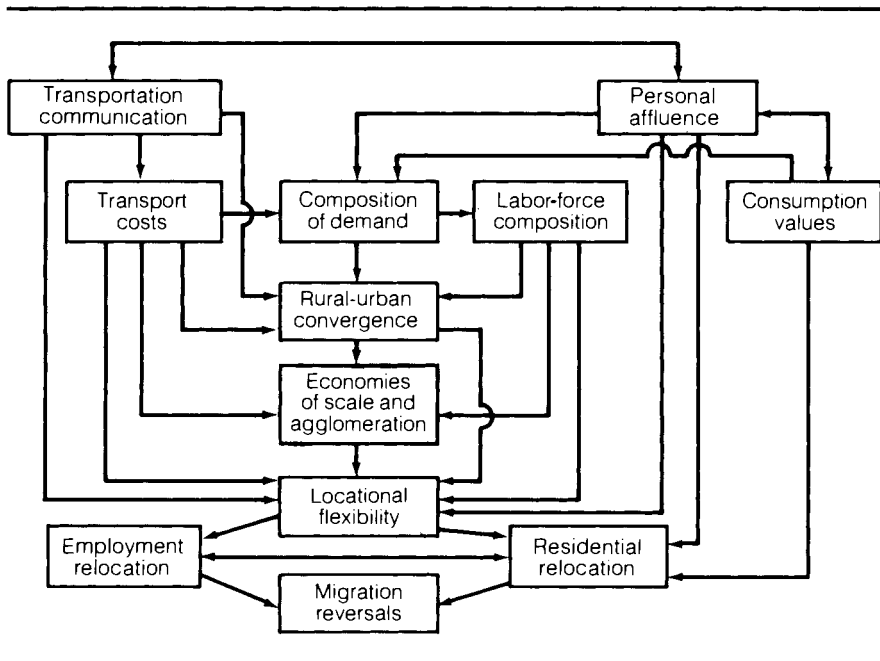 Transportation
communication
Personal
affluence
Transport
costs
Composition
of demand
Labor-force
composition
Consumption
values
Rural-urban
convergence
Economies
of scale and
agglomeration
Locational
flexibility
Employment
relocation
Residential
relocation
Migration
reversals